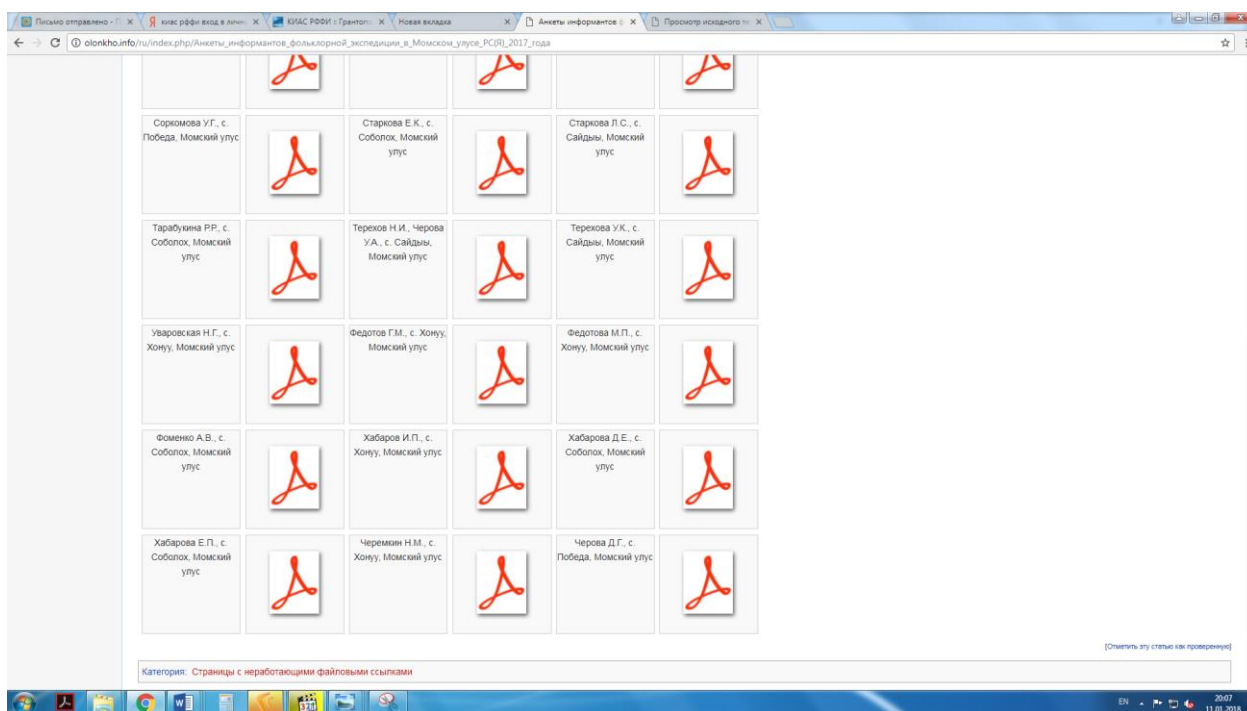 Письмо отправлено - П
киас рффи вход в личн
КИАС РФФИ :: Грантоп
Новая вкладка
Анкеты информантов ф
Просмотр исходного те
olonkho.info/ru/index.php/Анкеты_информантов_фольклорной_экспедиции_в_Момском_улусе_РС(Я)_2017_года
Соркомова У.Г., с.
Победа, Момский улус
Старкова Е.К., с.
Соболох, Момский
улус
Старкова Л.С., с.
Сайдыы, Момский
улус
Тарабукина Р.Р., с.
Соболох, Момский
улус
Терехов Н.И., Черова
У.А., с. Сайдыы,
Момский улус
Терехова У.К., с.
Сайдыы, Момский
улус
Уваровская Н.Г., с.
Хонуу, Момский улус
Федотов Г.М., с. Хонуу,
Момский улус
Федотова М.П., с.
Хонуу, Момский улус
Фоменко А.В., с.
Соболох, Момский
улус
Хабаров И.П., с.
Хонуу, Момский улус
Хабарова Д.Е., с.
Соболох, Момский
улус
Хабарова Е.П., с.
Соболох, Момский
улус
Черемкин Н.М., с.
Хонуу, Момский улус
Черова Д.Г., с.
Победа, Момский улус
[Отметить эту статью как проверенную]
Категория: Страницы с неработающими файловыми ссылками
EN
20:07
11.01.2018